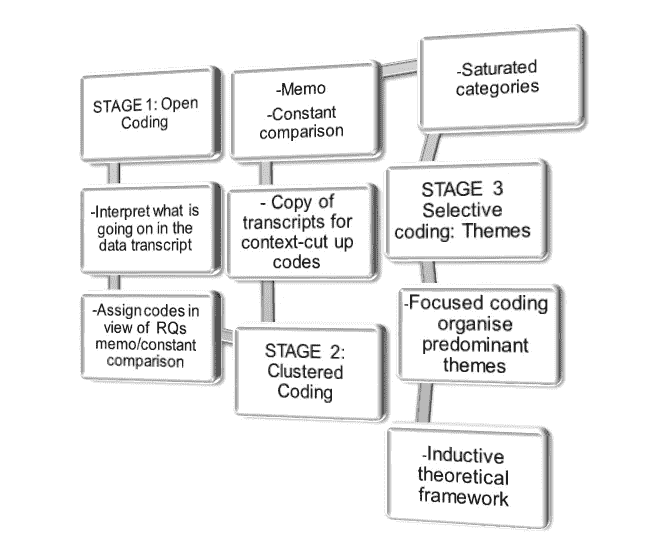 STAGE 1: Open
Coding
-Interpret what is
going on in the
data transcript
-Assign codes in
view of RQs
memo/constant
comparison
STAGE 2:
Clustered
Coding
- Copy of
transcripts for
context-cut up
codes
-Memo
-Constant
comparison
-Saturated
categories
STAGE 3
Selective
coding: Themes
-Focused coding
organise
predominant
themes
-Inductive
theoretical
framework